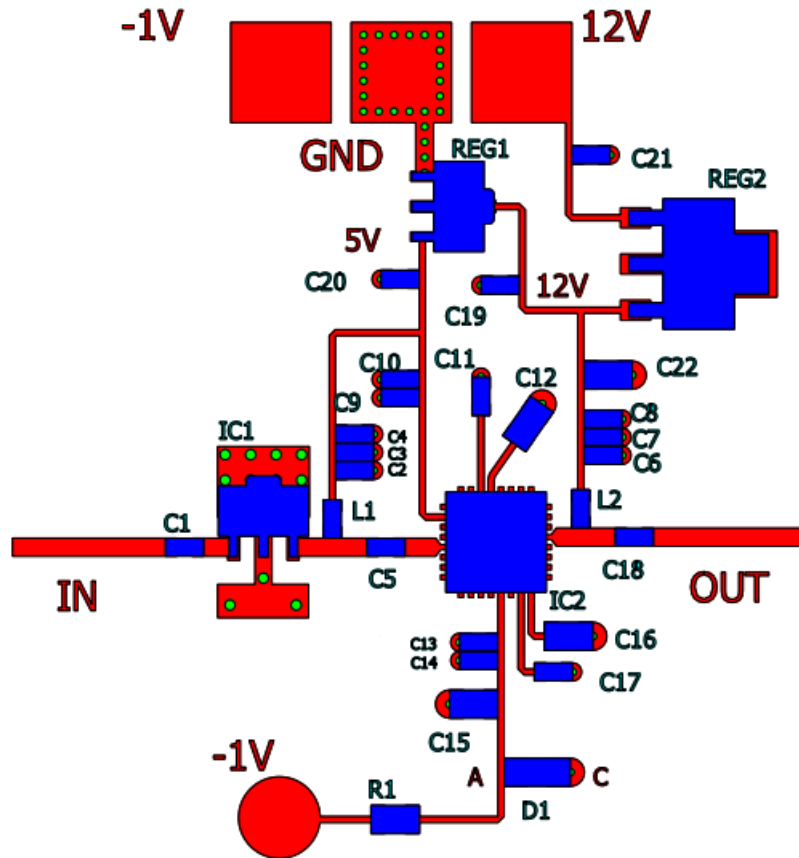 -1V
12V
GND
REG1
C21
REG2
5V
C20
12V
C19
C10
C11
C12
C22
C9
C8
IC1
C4
C7
C3
C6
C2
L1
L2
C1
C5
C18
IN
IC2
OUT
C13
C16
C14
C17
C15
-1V
A
C
R1
D1